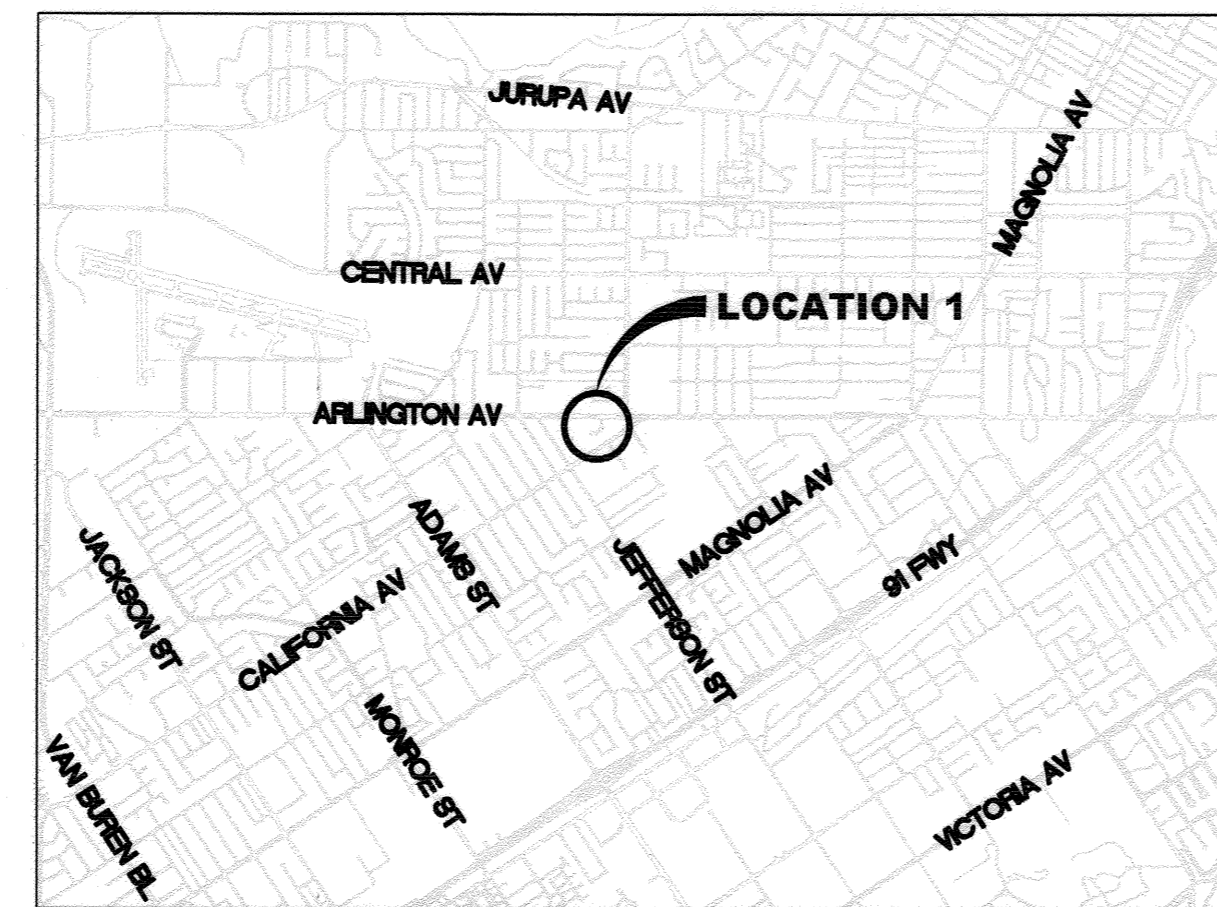 JURUPA AV
MAGNOLIA AV
CENTRAL AV
LOCATION 1
ARLINGTON AV
MAGNOLIA AV
ADAMS ST
JACKSON ST
JEFFERSON ST
91 FWY
CALIFORNIA AV
MONROE ST
VAN BUREN BL
VICTORIA AV